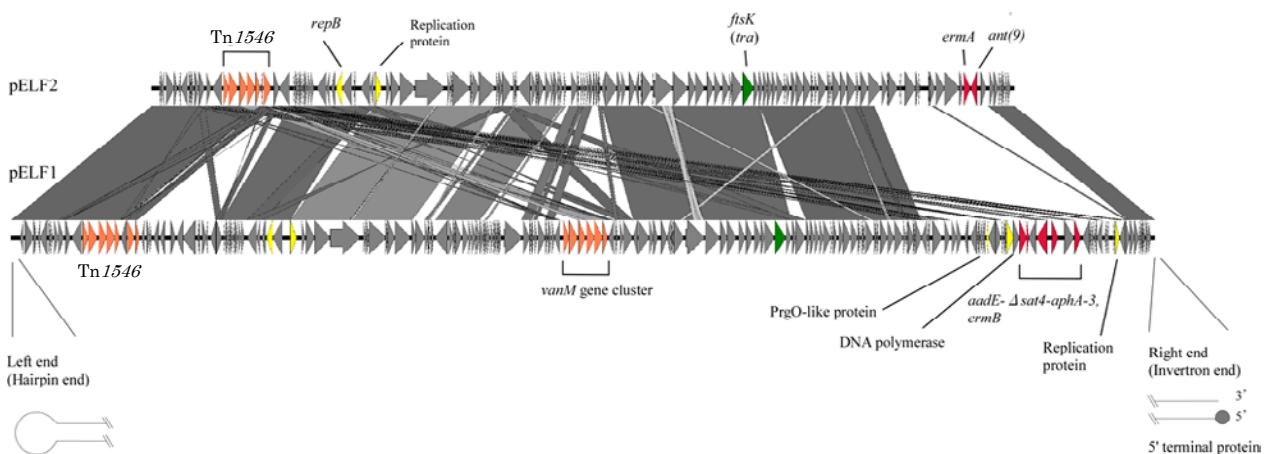 Tn1546
repB
Replication
protein
ftsK
(tra)
ermA
ant(9)
pELF2
pELF1
Tn1546
vanM gene cluster
PrgO-like protein
DNA polymerase
aadE- Δsat4-aphA-3,
crmB
Replication
protein
Left end
(Hairpin end)
Right end
(Invertron end)
3'
5'
5' terminal protein